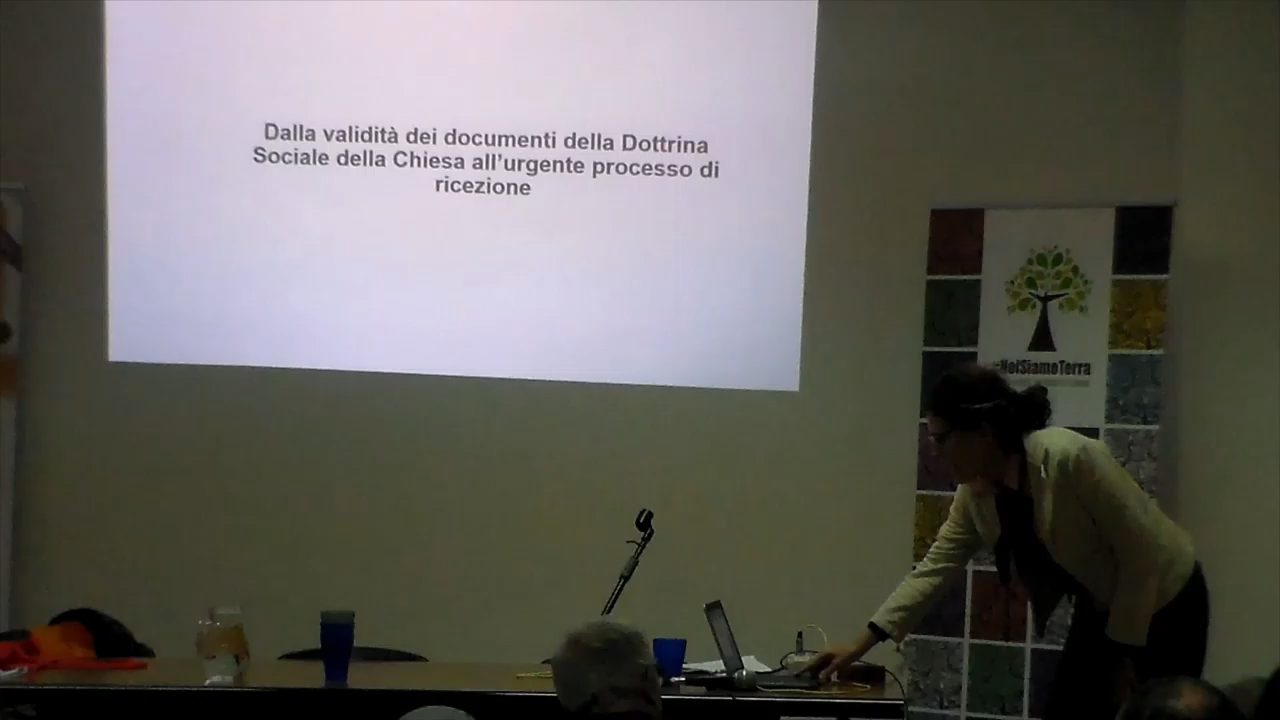 Dalla validità dei documenti della Dottrina
Sociale della Chiesa all'urgente processo di
ricezione
#NoiSiamoTerra